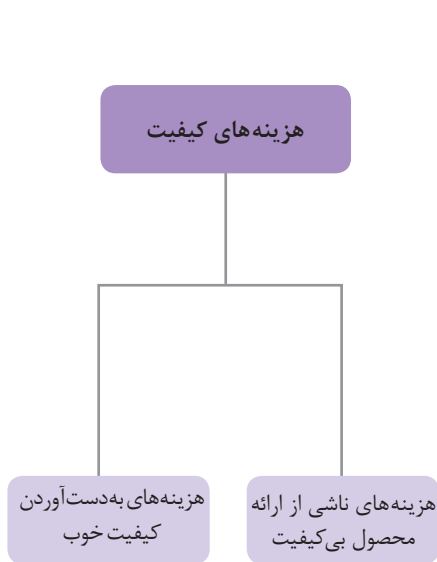 هزینه‌های کیفیت
هزینه‌های ناشی از ارائه
محصول بی‌کیفیت
هزینه‌های به‌دست‌آوردن
کیفیت خوب